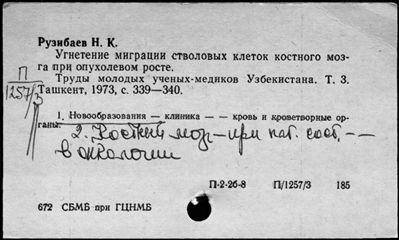 Рузибаев Н. К.
Угнетение миграции стволовых клеток костного моз-
га при опухолевом росте.
П
1257/3
Труды молодых ученых-медиков Узбекистана. Т. 3.
Ташкент, 1973, с. 339—340.
1. Новообразования — клиника — — кровь и кроветворные ор-
ганы.
2. Костный мозг — при пат. сост. — —
в онкологии
П-2-26-8 П/1257/3 185
672 СБМБ при ГЦНМБ